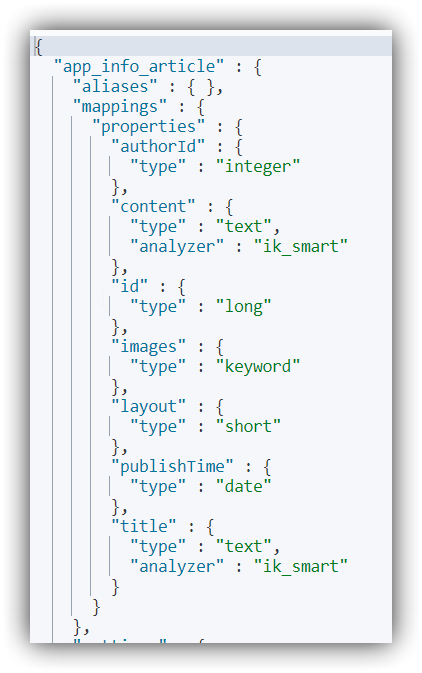 {
  "app_info_article" : {
    "aliases" : { },
    "mappings" : {
      "properties" : {
        "authorId" : {
          "type" : "integer"
        },
        "content" : {
          "type" : "text",
          "analyzer" : "ik_smart"
        },
        "id" : {
          "type" : "long"
        },
        "images" : {
          "type" : "keyword"
        },
        "layout" : {
          "type" : "short"
        },
        "publishTime" : {
          "type" : "date"
        },
        "title" : {
          "type" : "text",
          "analyzer" : "ik_smart"
        }
      }
    },